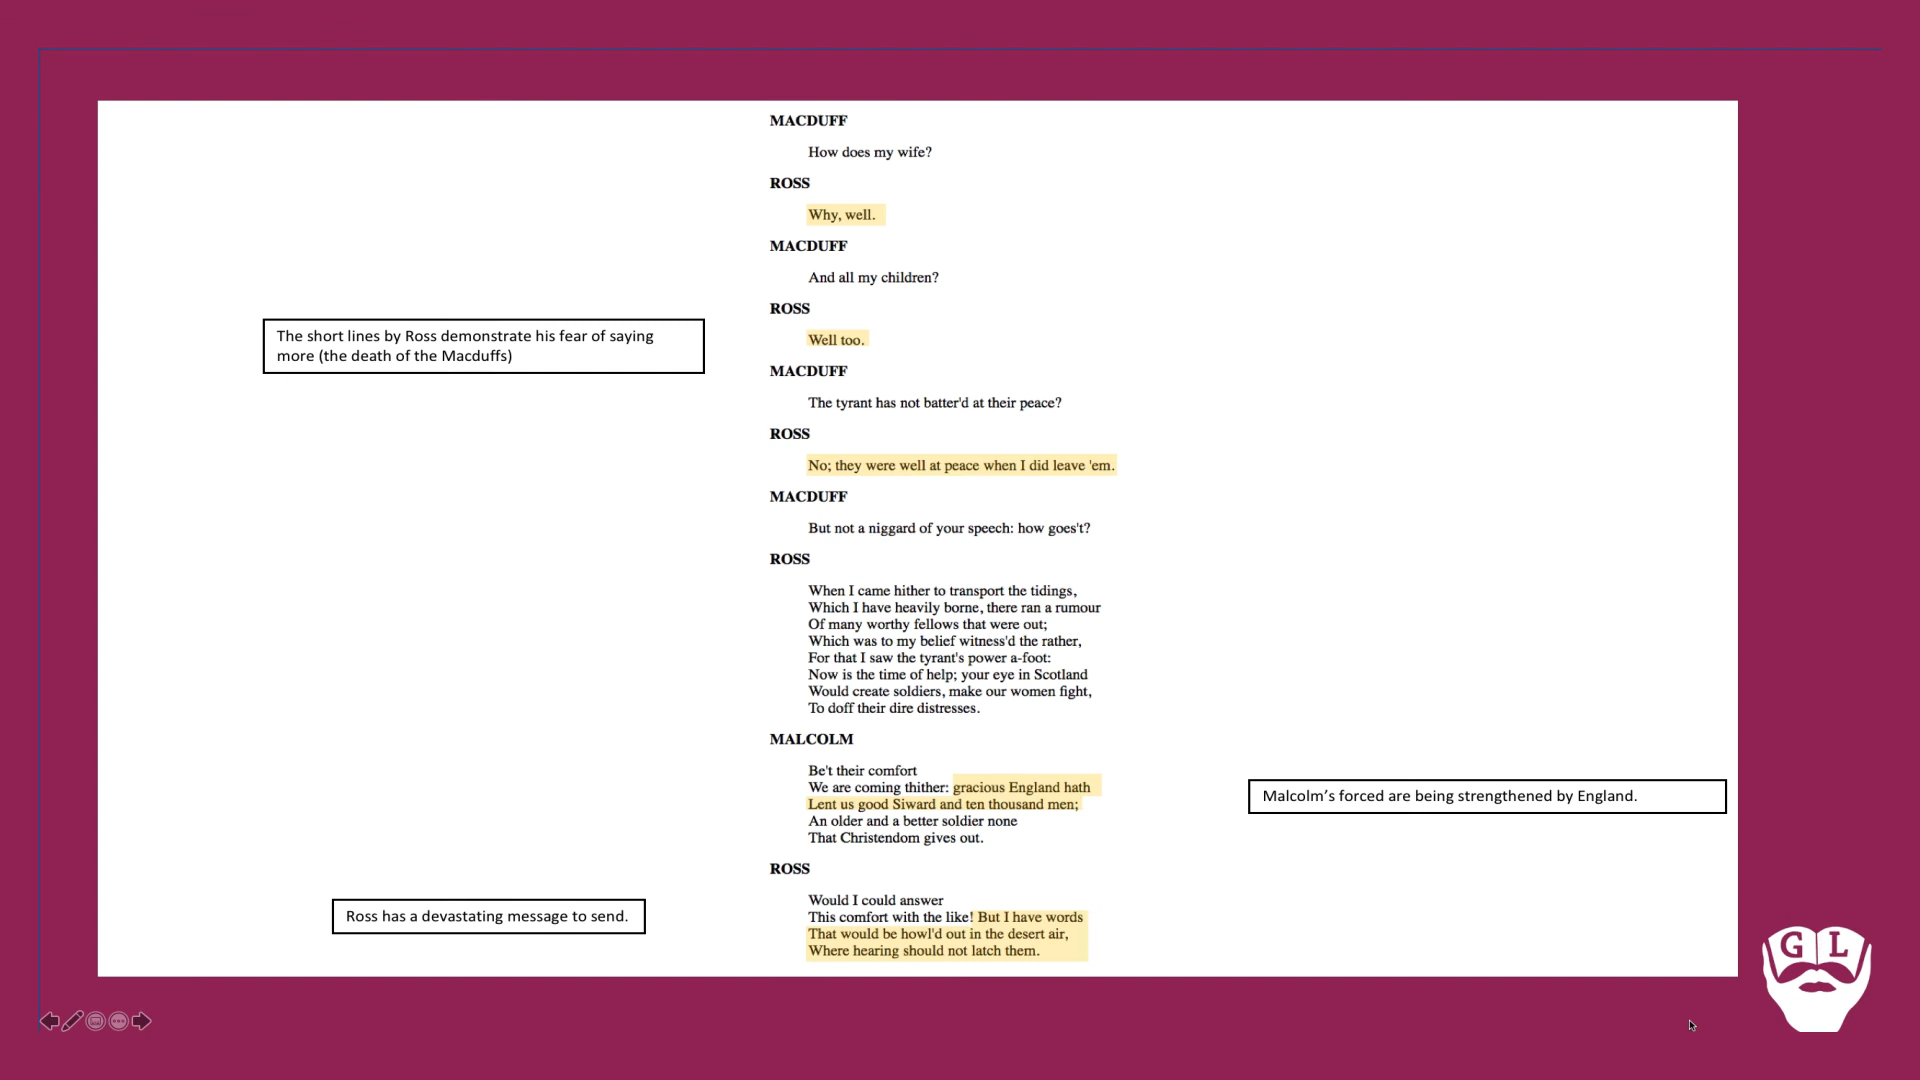 MACDUFF
How does my wife?
ROSS
Why, well.
MACDUFF
And all my children?
ROSS
Well too.
The short lines by Ross demonstrate his fear of saying
more (the death of the Macduffs)
MACDUFF
The tyrant has not batter'd at their peace?
ROSS
No; they were well at peace when I did leave 'em.
MACDUFF
But not a niggard of your speech: how goes't?
ROSS
When I came hither to transport the tidings,
Which I have heavily borne, there ran a rumour
Of many worthy fellows that were out;
Which was to my belief witness'd the rather,
For that I saw the tyrant's power a-foot:
Now is the time of help; your eye in Scotland
Would create soldiers, make our women fight,
To doff their dire distresses.
MALCOLM
Be't their comfort
We are coming thither: gracious England hath
Lent us good Siward and ten thousand men;
An older and a better soldier none
That Christendom gives out.
Malcolm’s forced are being strengthened by England.
ROSS
Would I could answer
This comfort with the like! But I have words
That would be howl'd out in the desert air,
Where hearing should not latch them.
Ross has a devastating message to send.
G L